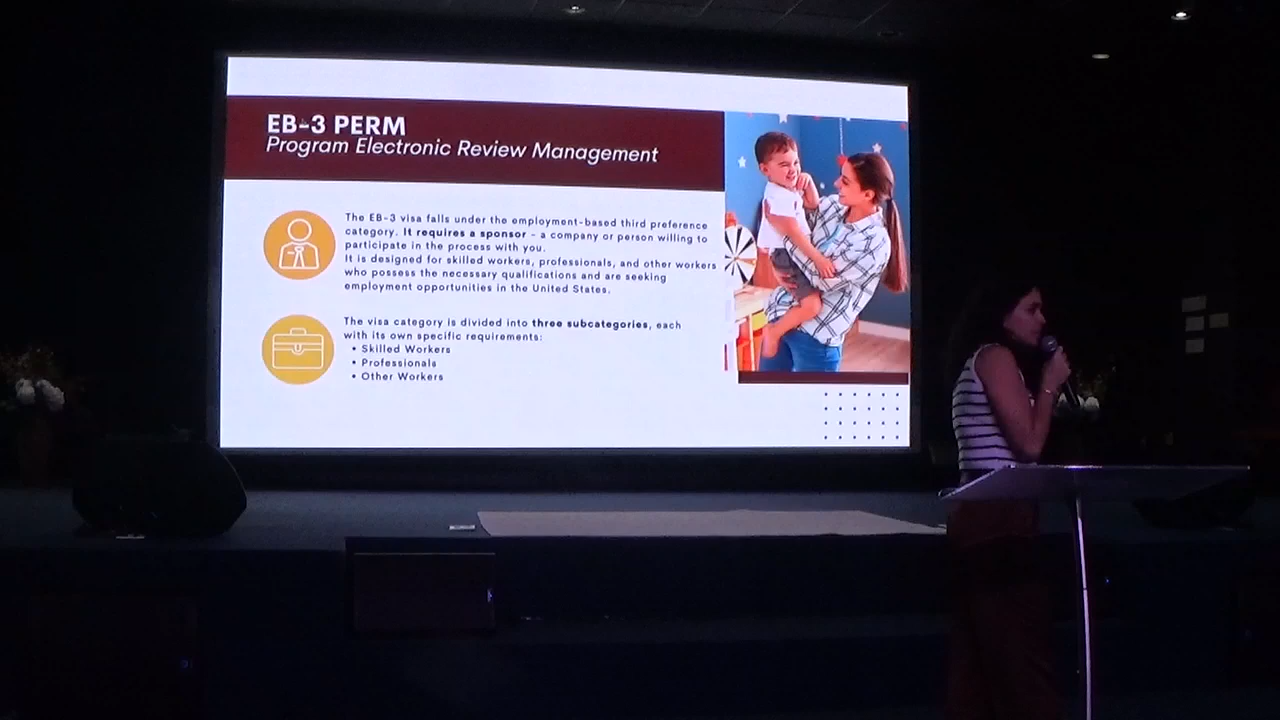 EB-3 PERM
Program Electronic Review Management
The EB-3 visa falls under the employment-based third preference
category. It requires a sponsor - a company or person willing to
participate in the process with you.
It is designed for skilled workers, professionals, and other workers
who possess the necessary qualifications and are seeking
employment opportunities in the United States.
The visa category is divided into three subcategories, each
with its own specific requirements:
• Skilled Workers
• Professionals
• Other Workers